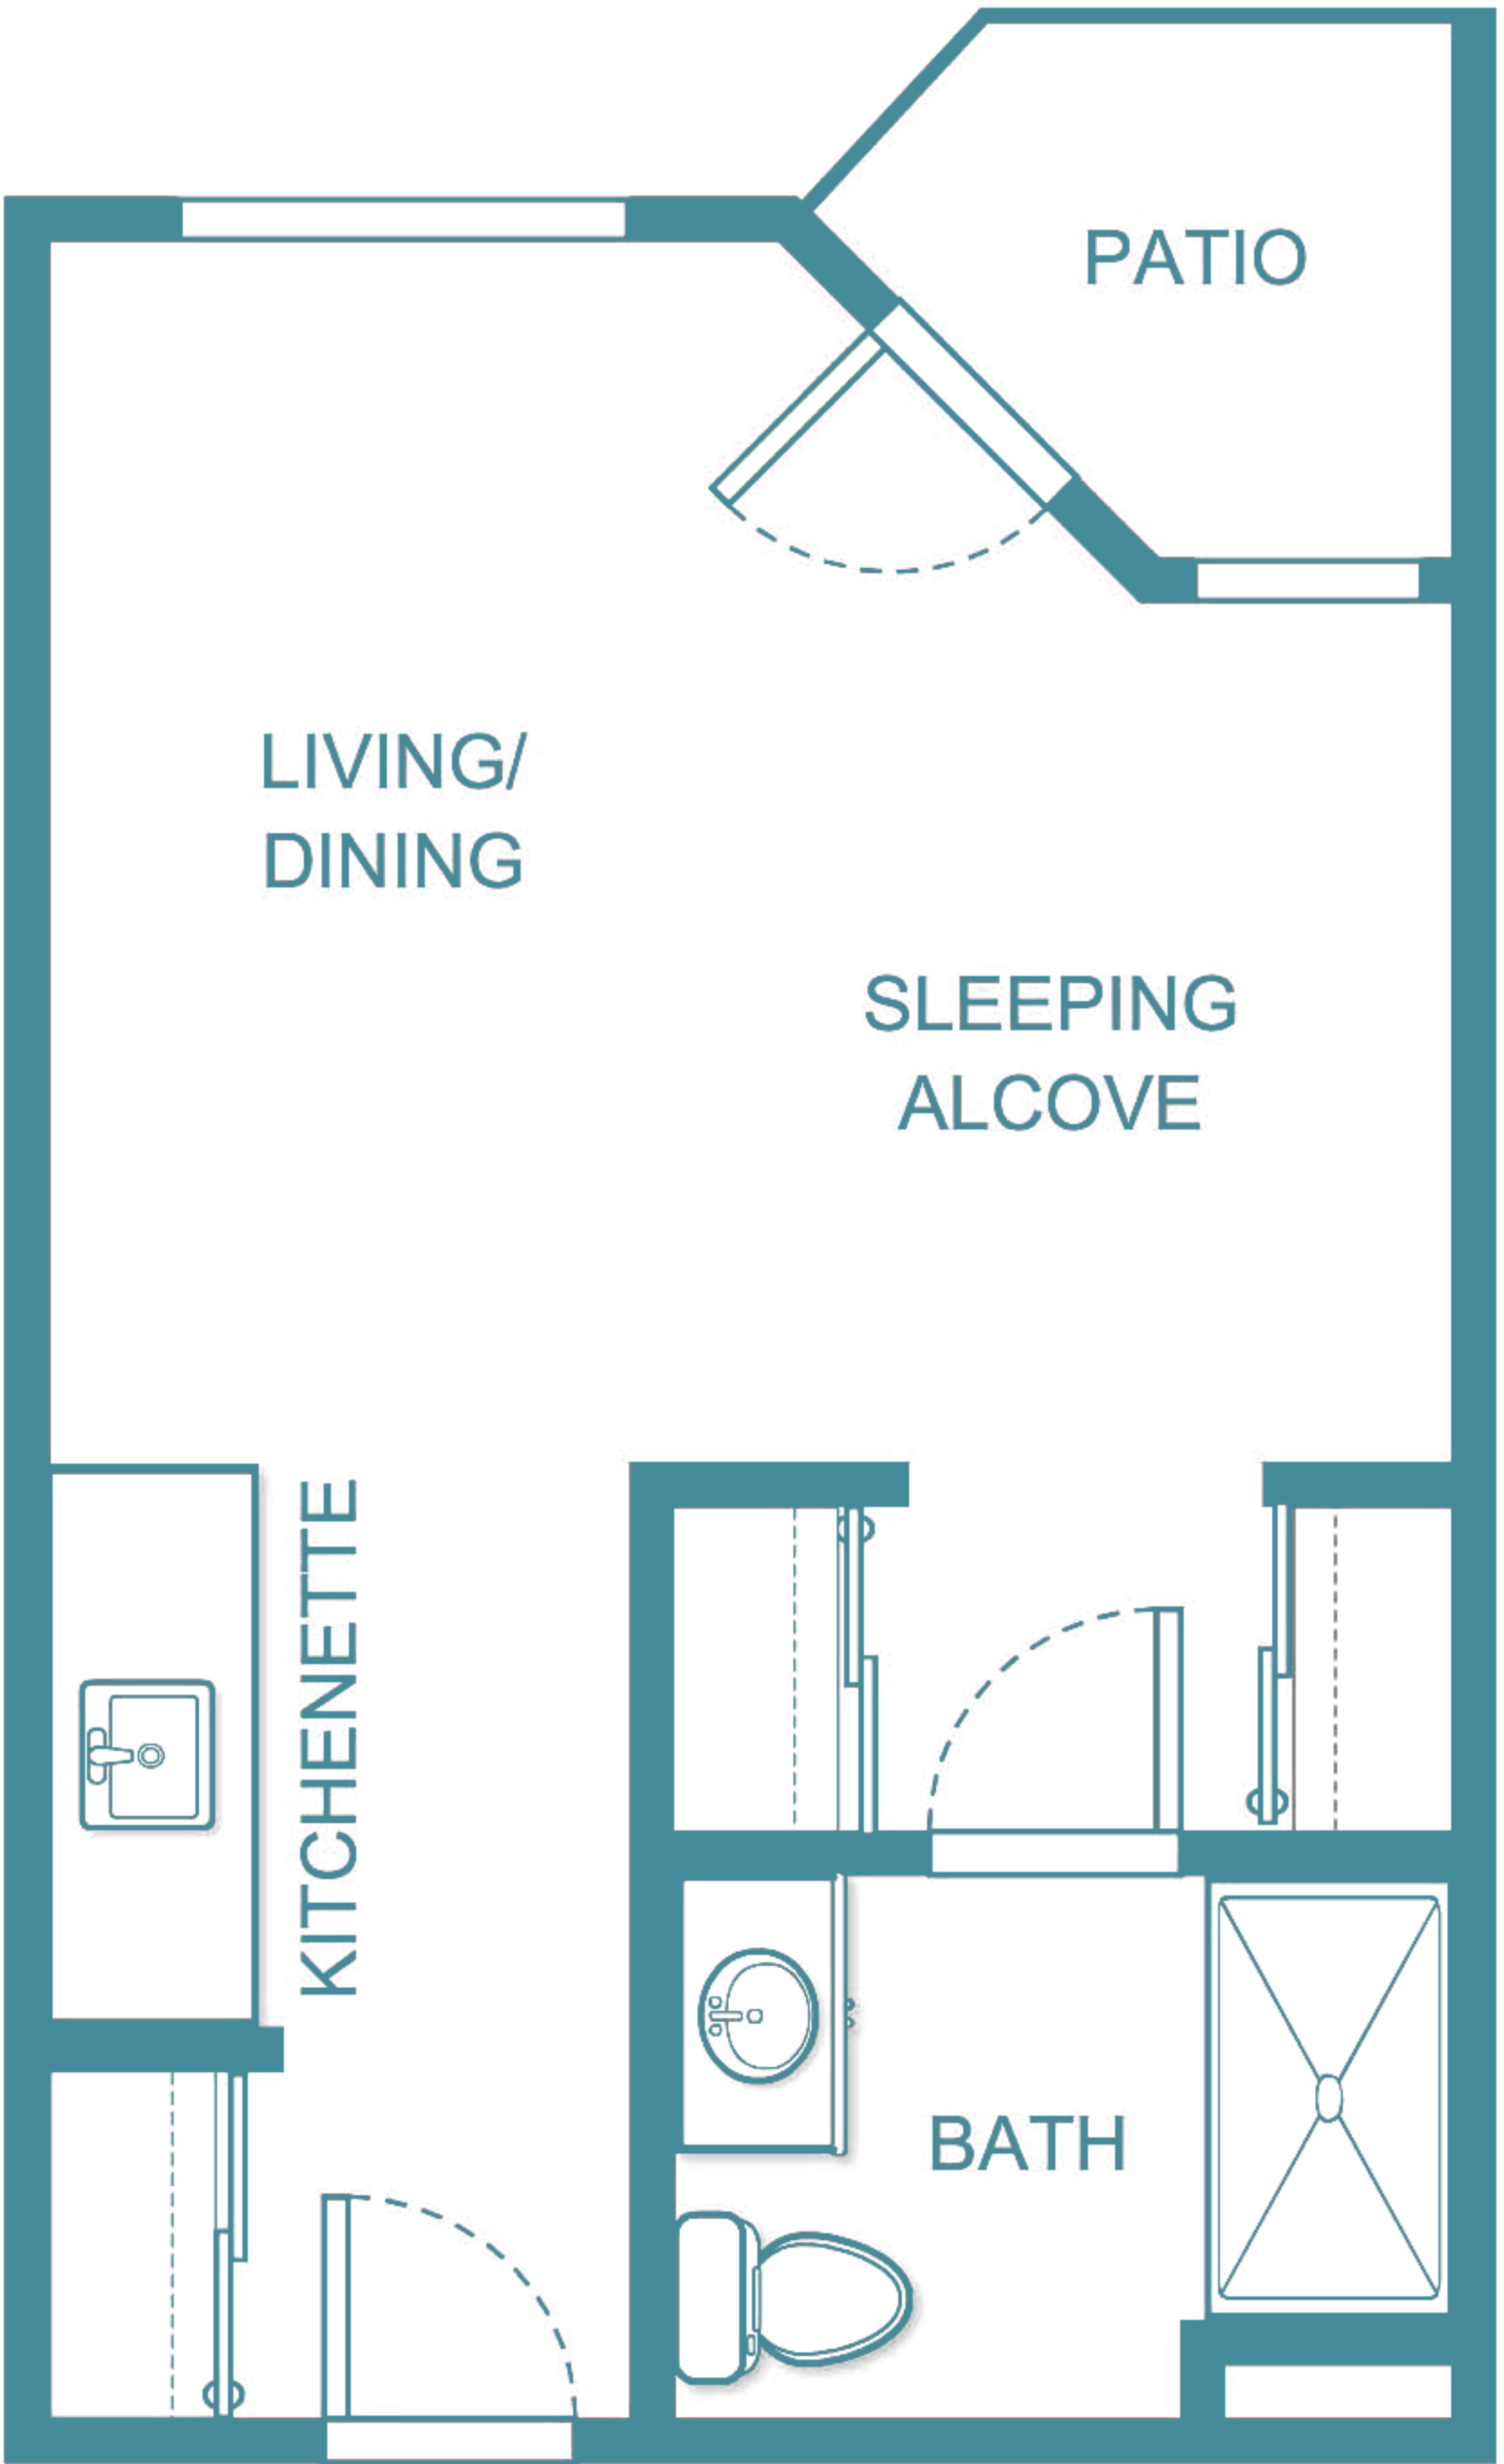 PATIO
LIVING/
DINING
SLEEPING
ALCOVE
KITCHENETTE
BATH